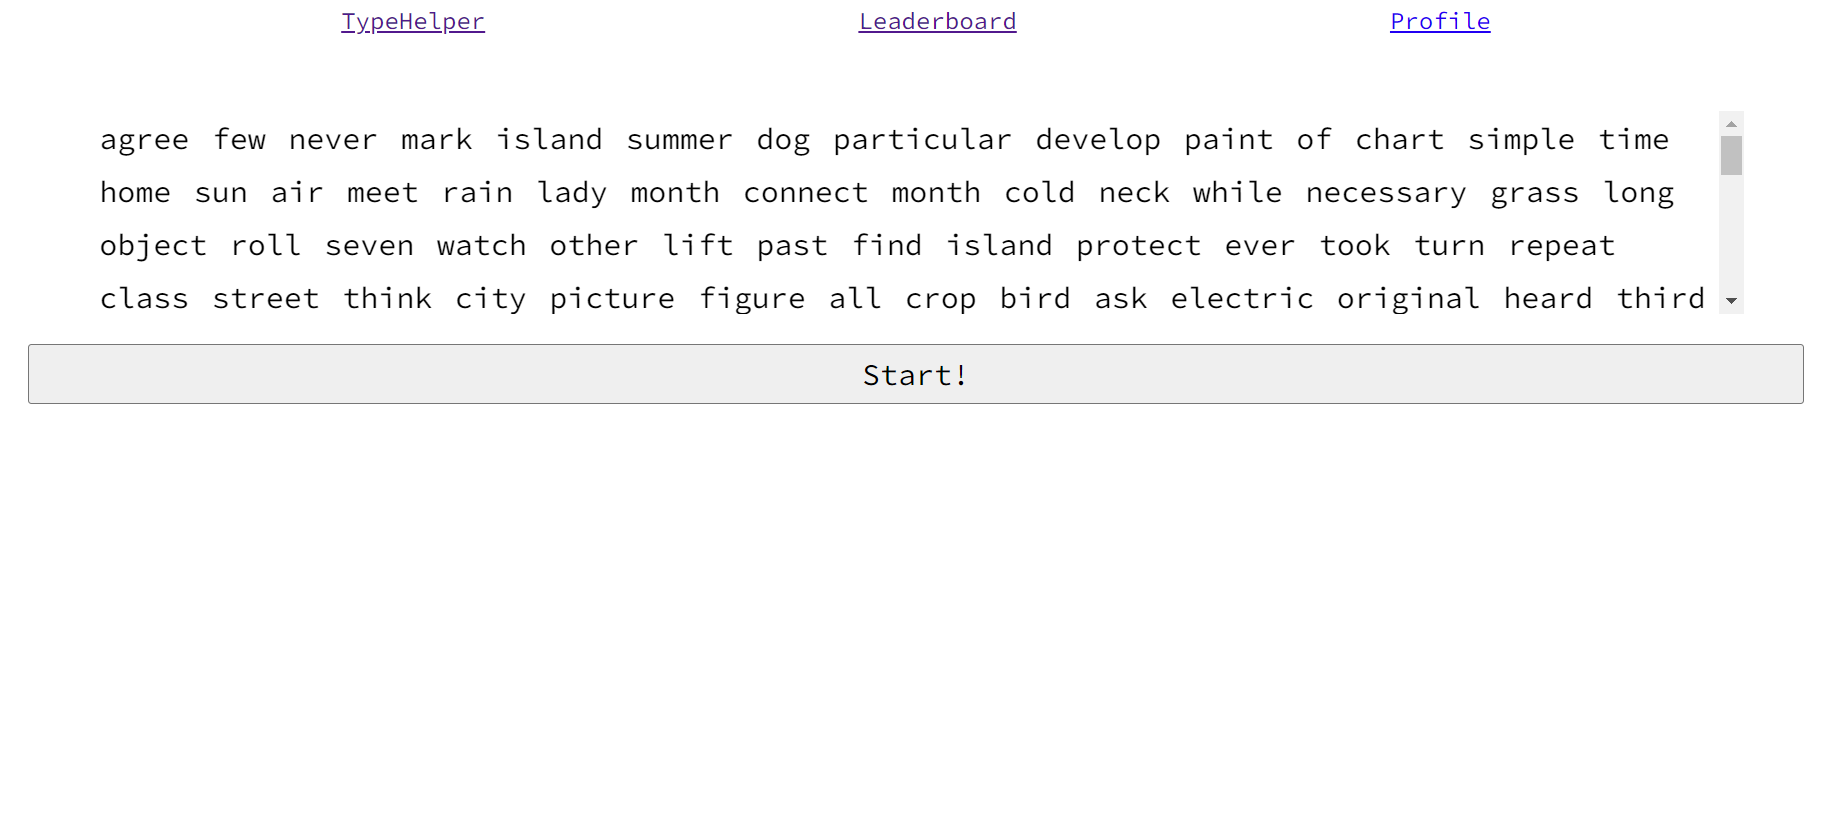 TypeHelper Leaderboard Profile
agree few never mark island summer dog particular develop paint of chart simple time
home sun air meet rain lady month connect month cold neck while necessary grass long
object roll seven watch other lift past find island protect ever took turn repeat
class street think city picture figure all crop bird ask electric original heard third
Start!